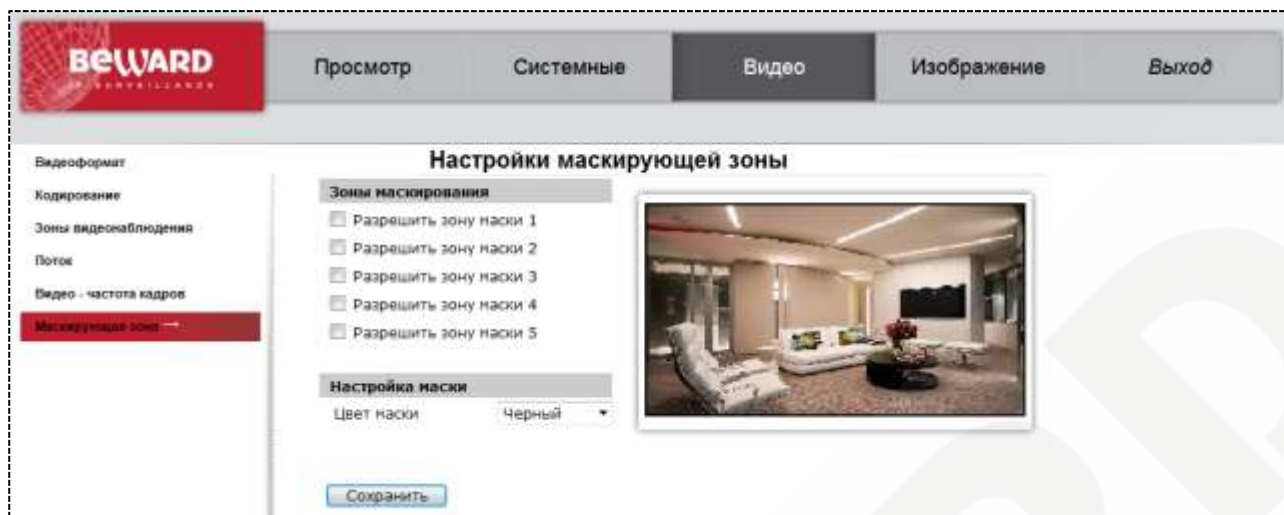 BEWARD
IP SURVEILLANCE
Просмотр
Системные
Видео
Изображение
Выход
Видеоформат
Кодирование
Зоны видеонаблюдения
Поток
Видео - частота кадров
Маскирующая зона →
Настройки маскирующей зоны
Зоны маскирования
Разрешить зону маски 1
Разрешить зону маски 2
Разрешить зону маски 3
Разрешить зону маски 4
Разрешить зону маски 5
Настройка маски
Цвет маски Черный
Сохранить